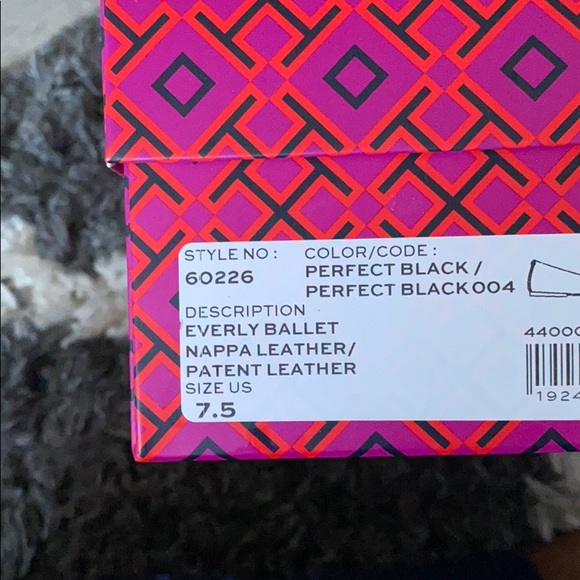 STYLE NO : COLOR/CODE :
60226 PERFECT BLACK /
PERFECT BLACK 004
DESCRIPTION
EVERLY BALLET
NAPPA LEATHER/
PATENT LEATHER
SIZE US
7.5
44000
1924